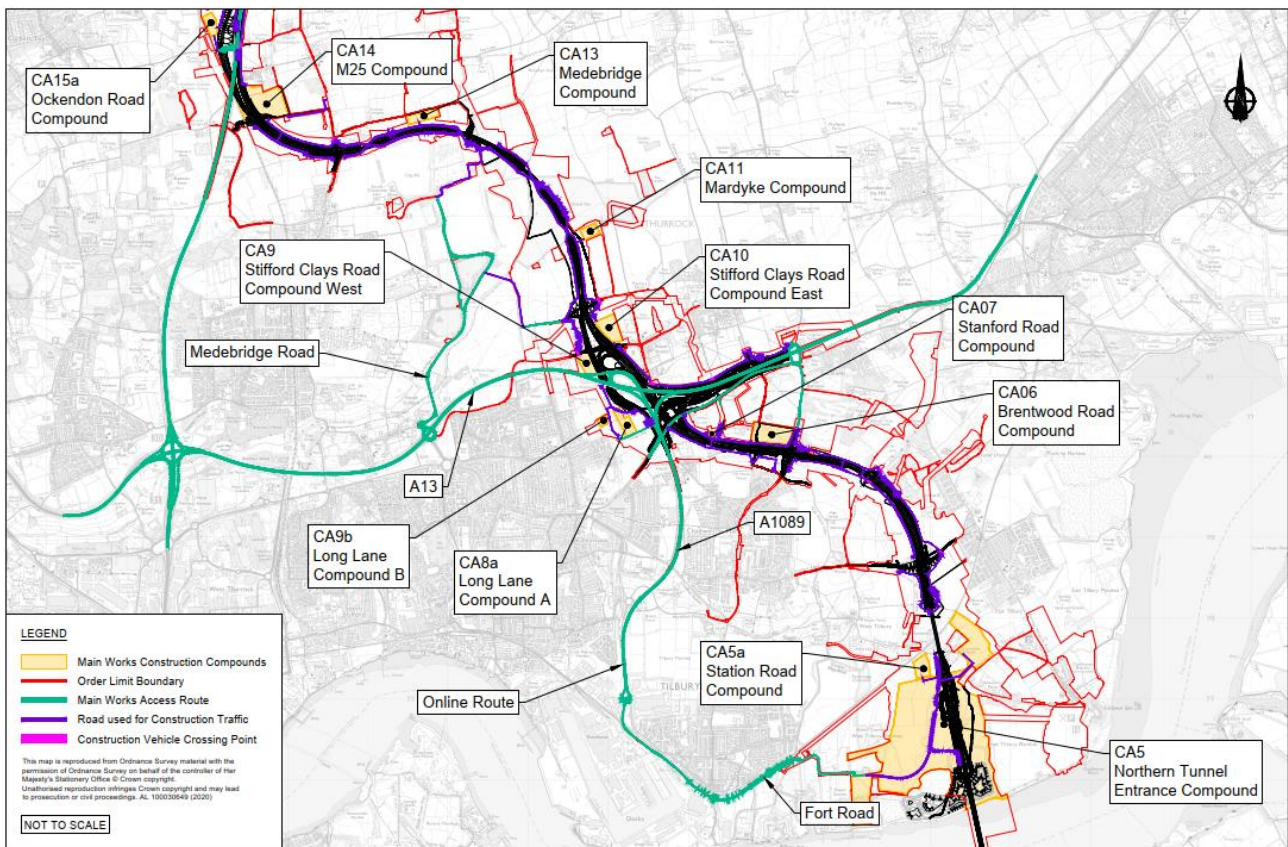 CA15a
Ockendon Road
Compound
CA14
M25 Compound
CA13
Medebridge
Compound
CA11
Mardyke Compound
THURROCK
CA9
Stifford Clays Road
Compound West
CA10
Stifford Clays Road
Compound East
CA07
Stanford Road
Compound
Medebridge Road
CA06
Brentwood Road
Compound
A13
CA9b
Long Lane
Compound B
CA8a
Long Lane
Compound A
A1089
CA5a
Station Road
Compound
Online Route
TILBURY
CA5
Northern Tunnel
Entrance Compound
Fort Road
LEGEND
Main Works Construction Compounds
Order Limit Boundary
Main Works Access Route
Road used for Construction Traffic
Construction Vehicle Crossing Point
This map is reproduced from Ordnance Survey material with the
permission of Ordnance Survey on behalf of the controller of Her
Majesty's Stationery Office © Crown copyright.
Unathorised reproduction infringes Crown copyright and may lead
to prosecution or civil proceedings. AL 100030649 (2020)
NOT TO SCALE